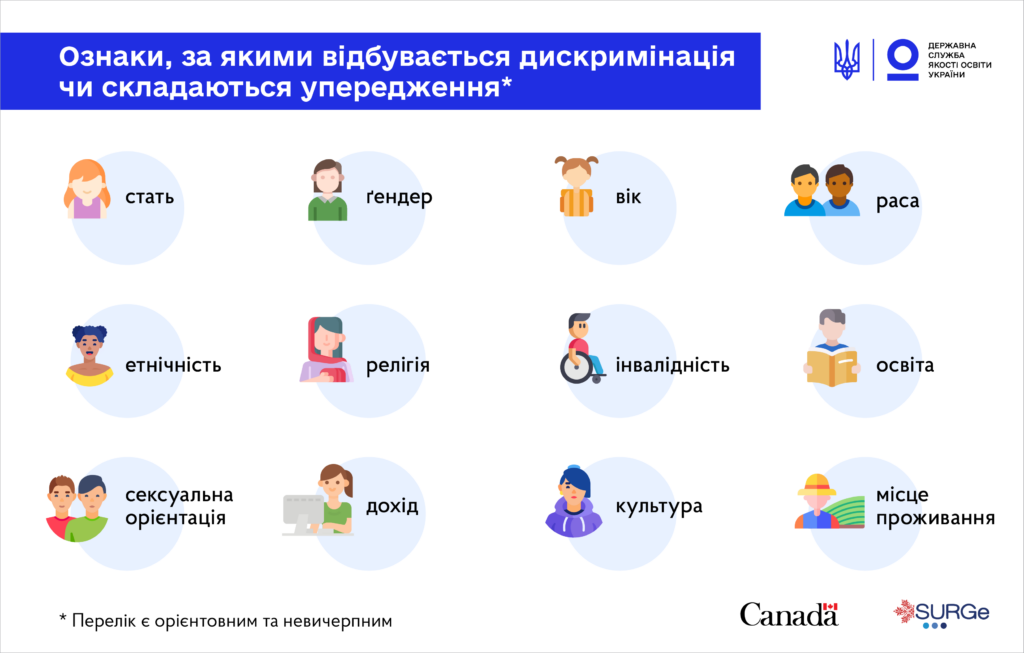 Ознаки, за якими відбувається дискримінація
чи складаються упередження*
ДЕРЖАВНА
СЛУЖБА
ЯКОСТІ ОСВІТИ
УКРАЇНИ
стать
ґендер
вік
раса
етнічність
релігія
інвалідність
освіта
сексуальна
орієнтація
дохід
культура
місце
проживання
* Перелік є орієнтовним та невичерпним
Canada
SURGe